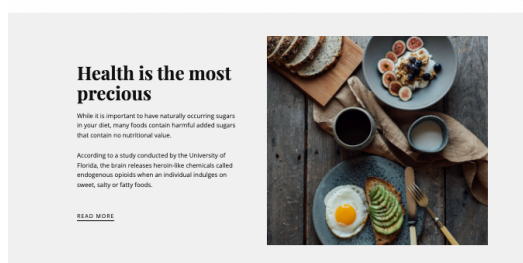 Health is the most
precious
While it is important to have naturally occurring sugars
in your diet, many foods contain harmful added sugars
that contain no nutritional value.
According to a study conducted by the University of
Florida, the brain releases heroin-like chemicals called
endogenous opioids when an individual indulges on
sweet, salty or fatty foods.
READ MORE